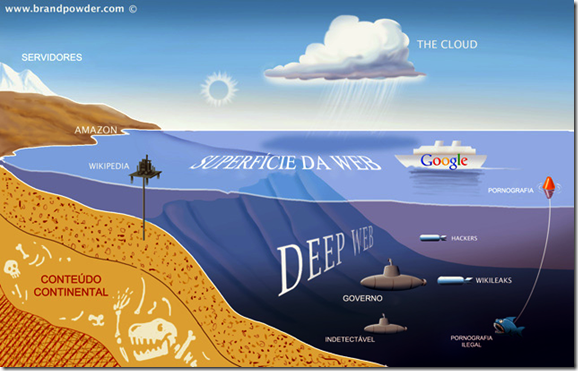 www.brandpowder.com ©
THE CLOUD
SERVIDORES
AMAZON
WIKIPEDIA
SUPERFÍCIE DA WEB
Google
PORNOGRAFIA
DEEP WEB
HACKERS
CONTEÚDO
CONTINENTAL
WIKILEAKS
GOVERNO
INDETECTÁVEL
PORNOGRAFIA
ILEGAL